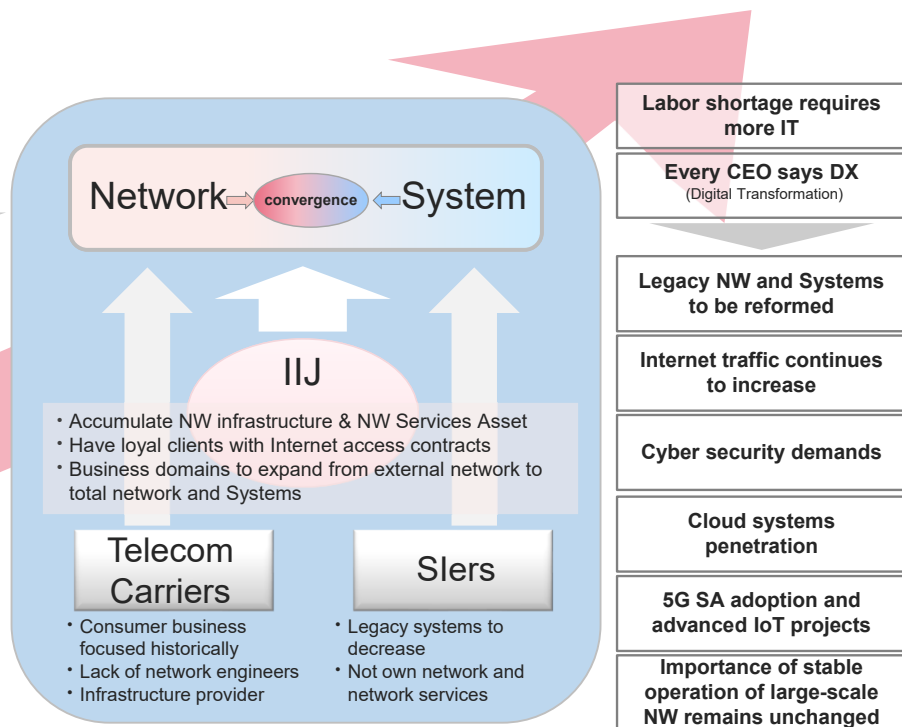 Network
convergence
System
IIJ
・Accumulate NW infrastructure & NW Services Asset
・Have loyal clients with Internet access contracts
・Business domains to expand from external network to
total network and Systems
Telecom
Carriers
・Consumer business
focused historically
・Lack of network engineers
・Infrastructure provider
SIers
・Legacy systems to
decrease
・Not own network and
network services
Labor shortage requires
more IT
Every CEO says DX
(Digital Transformation)
Legacy NW and Systems
to be reformed
Internet traffic continues
to increase
Cyber security demands
Cloud systems
penetration
5G SA adoption and
advanced IoT projects
Importance of stable
operation of large-scale
NW remains unchanged